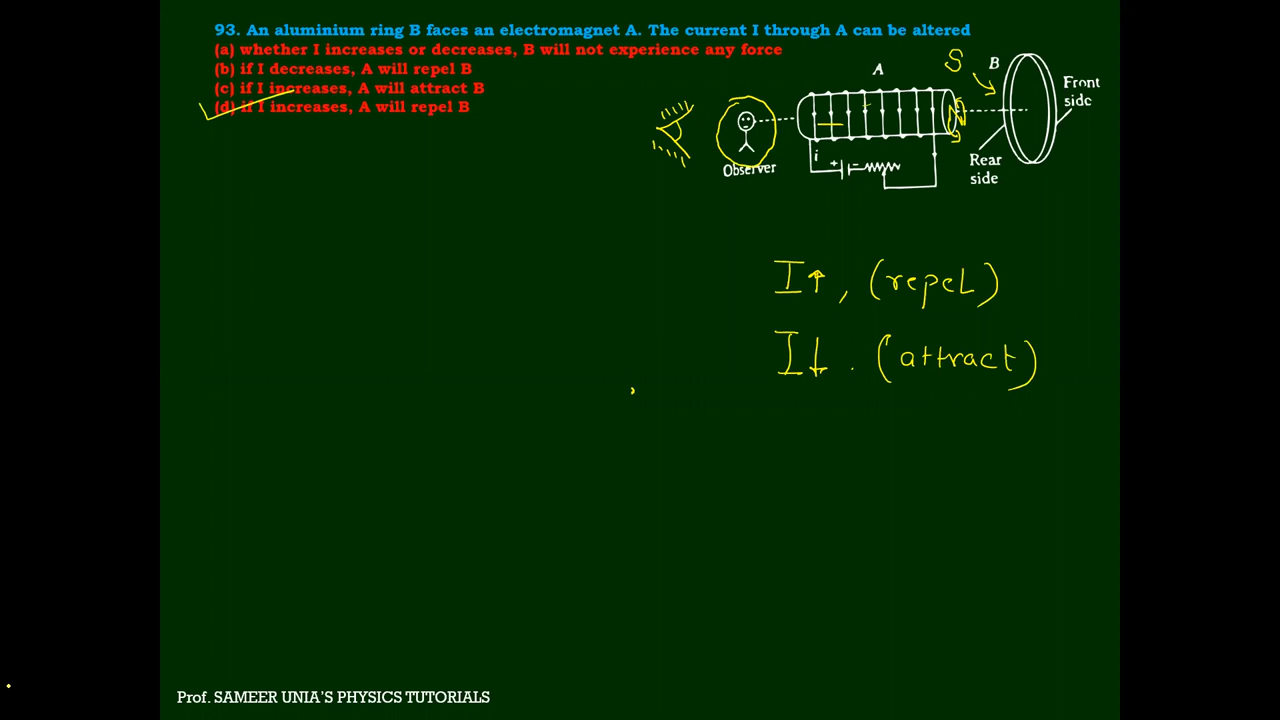 93. An aluminium ring B faces an electromagnet A. The current I through A can be altered
(a) whether I increases or decreases, B will not experience any force
(b) if I decreases, A will repel B
(c) if I increases, A will attract B
(d) if I increases, A will repel B
A
S
B
Front
side
N
Observer
i
+
-
Rear
side
I↑, (repeL)
I↓. (attract)
Prof. SAMEER UNIA'S PHYSICS TUTORIALS